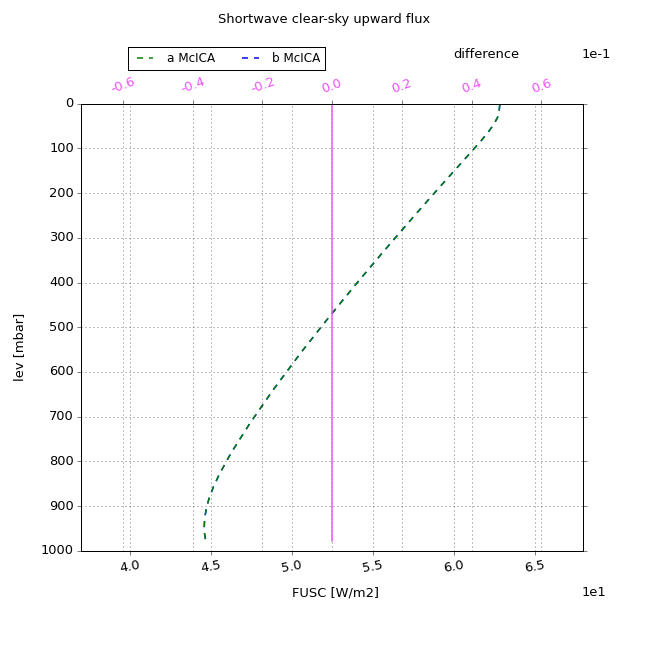 Shortwave clear-sky upward flux
a McICA b McICA
difference 1e-1
-0.6 -0.4 -0.2 0.0 0.2 0.4 0.6
0
100
200
300
400
500
600
700
800
900
1000
lev [mbar]
4.0 4.5 5.0 5.5 6.0 6.5
FUSC [W/m2] 1e1